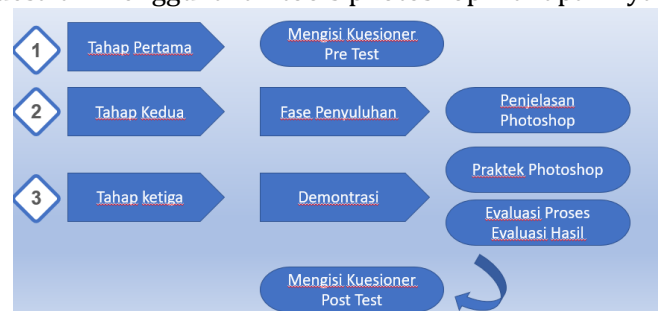 1
Tahap Pertama
Mengisi Kuesioner
Pre Test
2
Tahap Kedua
Fase Penyuluhan
Penjelasan
Photoshop
3
Tahap ketiga
Demontrasi
Praktek Photoshop
Evaluasi Proses
Evaluasi Hasil
Mengisi Kuesioner
Post Test